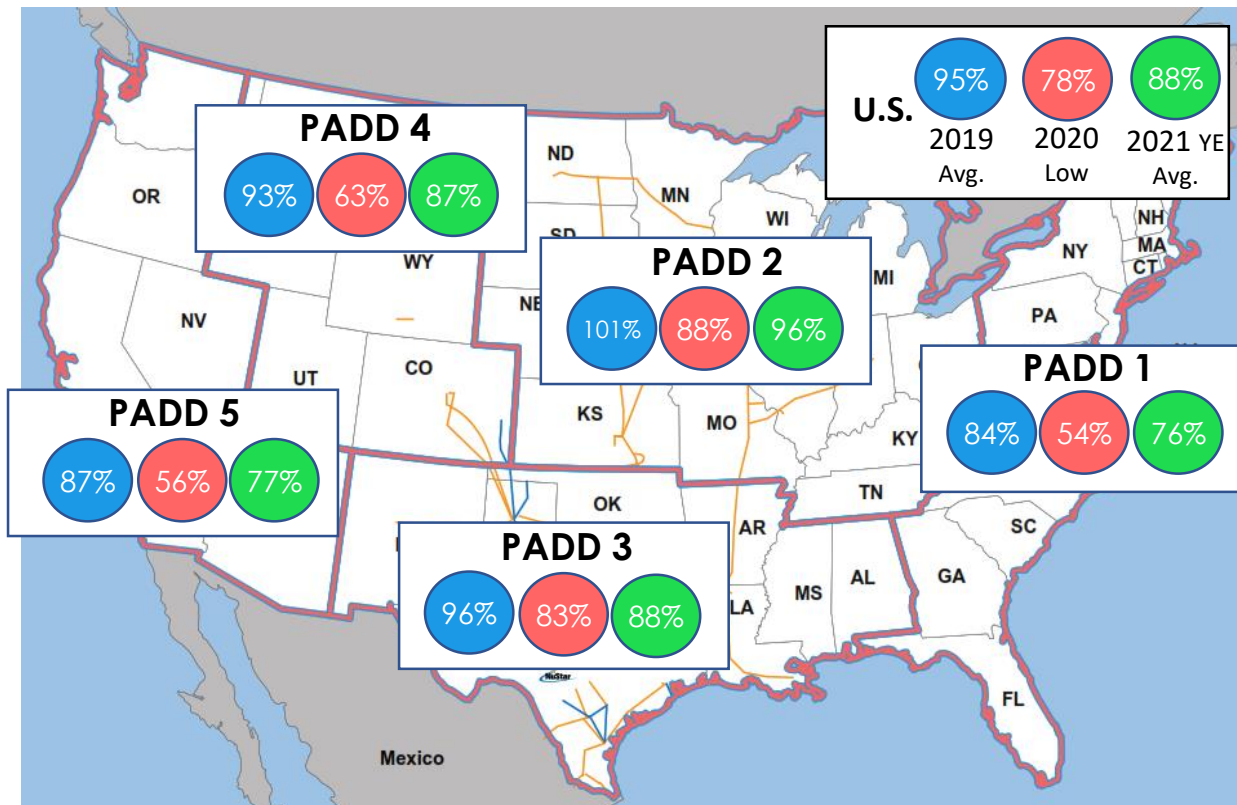 U.S.
95% 78% 88%
2019 2020 2021 YE
Avg. Low Avg.
PADD 4
93% 63% 87%
ND
MN
OR
WI
NH
SD
MA
NY
CT
WY
PADD 2
MI
101% 88% 96%
NE
NV
PA
UT
CO
PADD 1
84% 54% 76%
PADD 5
87% 56% 77%
KS
MO
KY
TN
OK
AR
SC
PADD 3
96% 83% 88%
LA
MS
AL
GA
NuStar
FL
Mexico